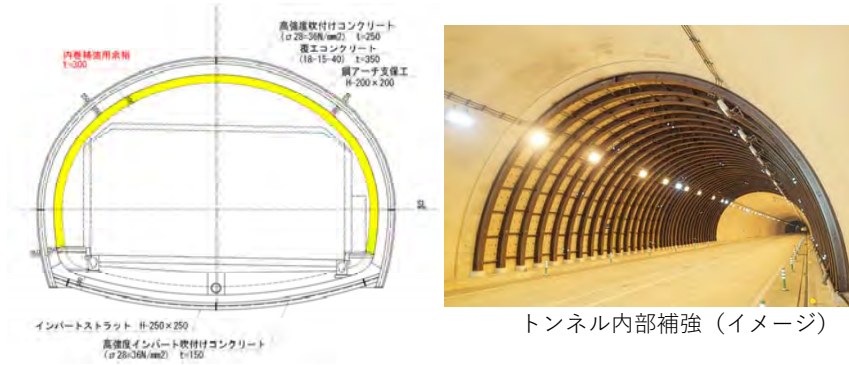 高強度吹付けコンクリート
(σ28=36N/mm2) t=250
覆工コンクリート
(18-15-40) t=350
鋼アーチ支保工
H-200×200
内巻補強用余裕
t=300
SL
インバートストラット H-250×250
高強度インバート吹付けコンクリート
(σ28=36N/mm2) t=150
トンネル内部補強（イメージ）